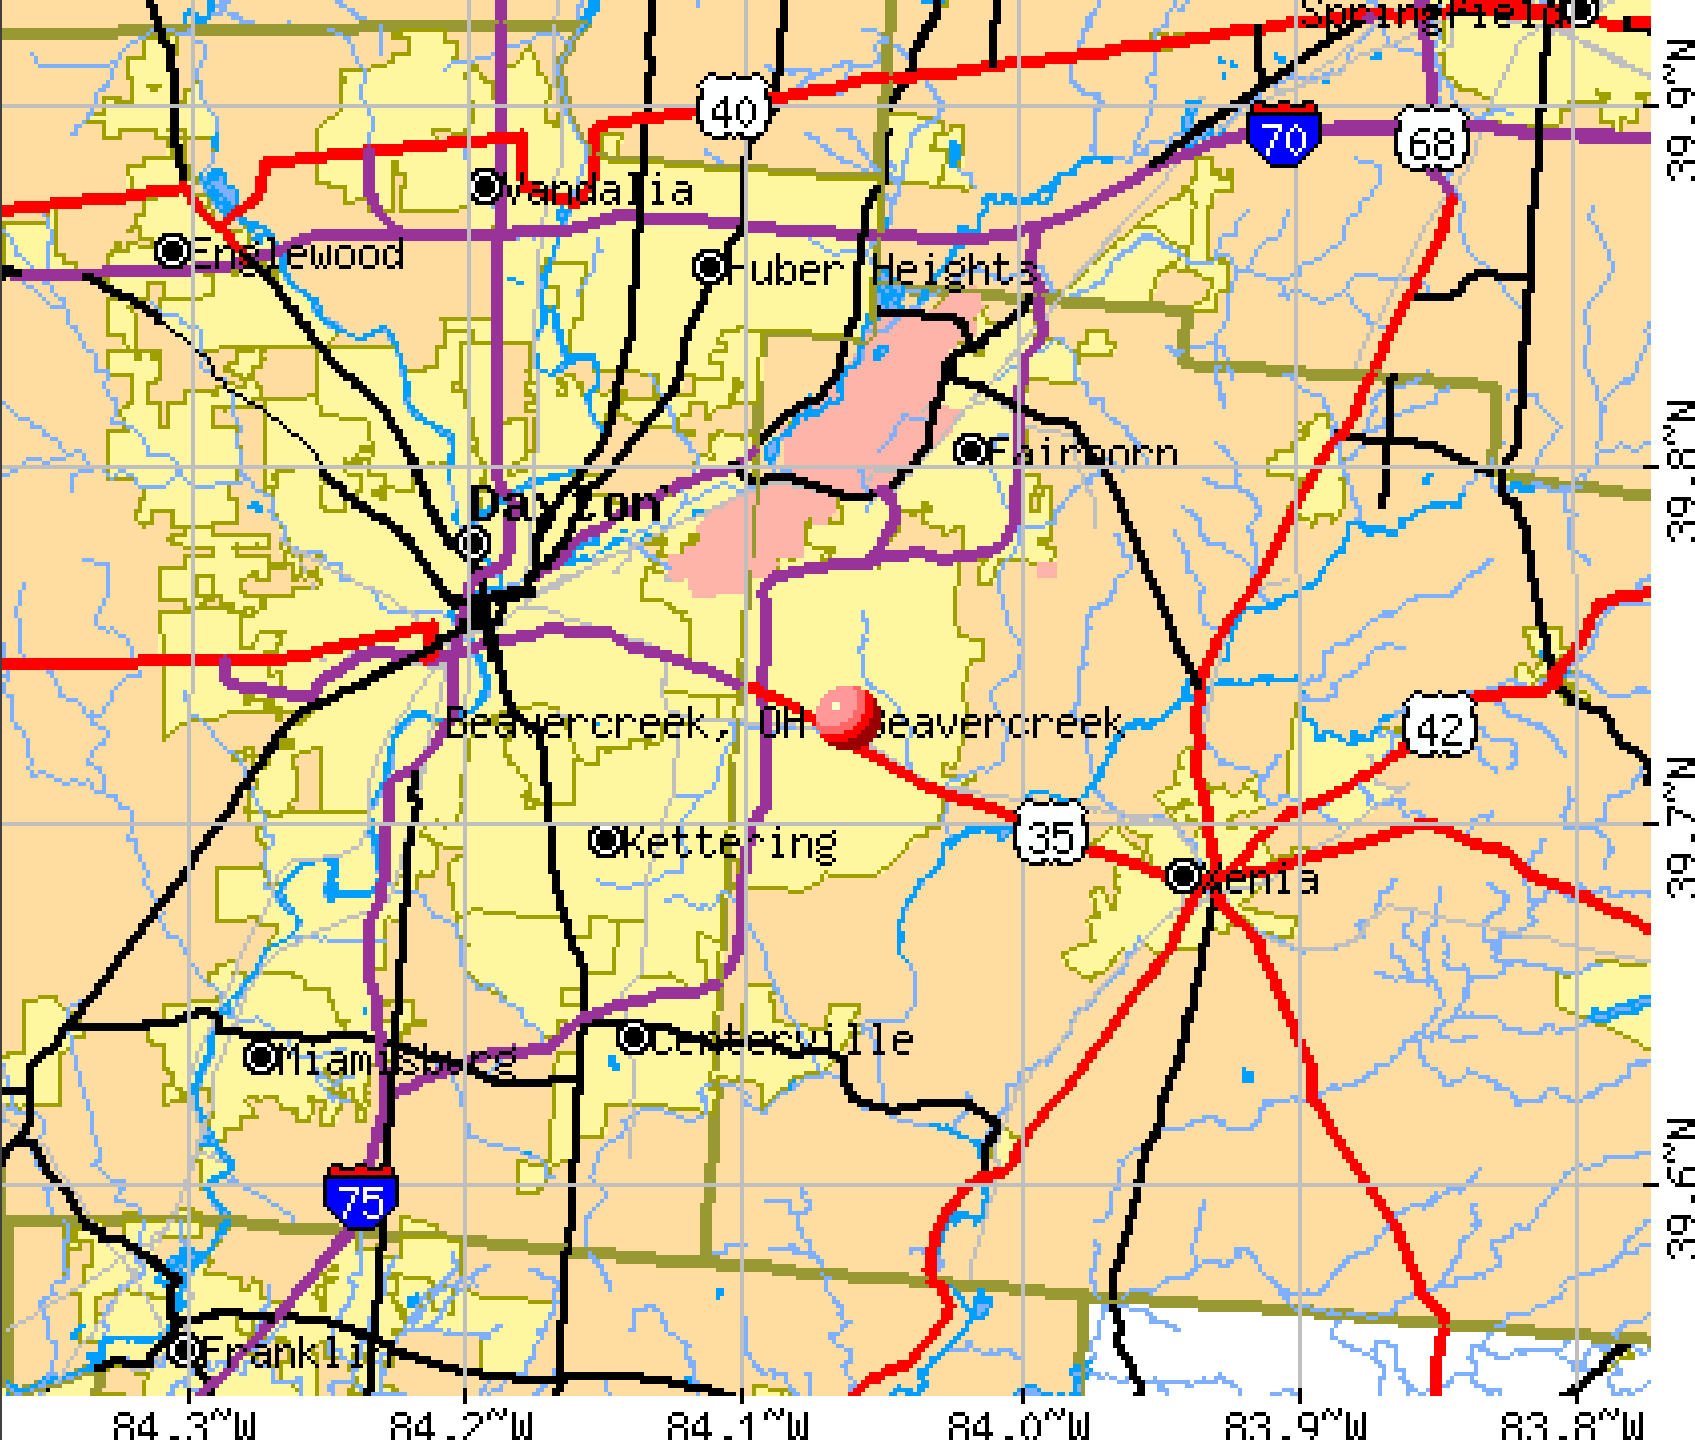 Springfield
39.9~N
40
70
68
Vandalia
Englewood
Huber Heights
39.8~N
Fairborn
Dayton
42
Beavercreek, OH
Beavercreek
39.7~N
35
Kettering
Xenia
Centerville
Miamisburg
39.6~N
75
Franklin
84.3~W
84.2~W
84.1~W
84.0~W
83.9~W
83.8~W